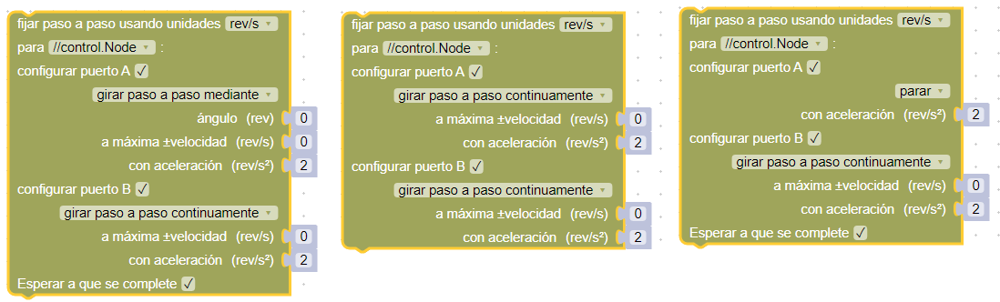 fijar paso a paso usando unidades rev/s
para //control.Node :
configurar puerto A ✓
girar paso a paso mediante
ángulo (rev) 0
a máxima ±velocidad (rev/s) 0
con aceleración (rev/s²) 2
configurar puerto B ✓
girar paso a paso continuamente
a máxima ±velocidad (rev/s) 0
con aceleración (rev/s²) 2
Esperar a que se complete ✓
fijar paso a paso usando unidades rev/s
para //control.Node :
configurar puerto A ✓
girar paso a paso continuamente
a máxima ±velocidad (rev/s) 0
con aceleración (rev/s²) 2
configurar puerto B ✓
girar paso a paso continuamente
a máxima ±velocidad (rev/s) 0
con aceleración (rev/s²) 2
fijar paso a paso usando unidades rev/s
para //control.Node :
configurar puerto A ✓
parar
con aceleración (rev/s²) 2
configurar puerto B ✓
girar paso a paso continuamente
a máxima ±velocidad (rev/s) 0
con aceleración (rev/s²) 2
Esperar a que se complete ✓